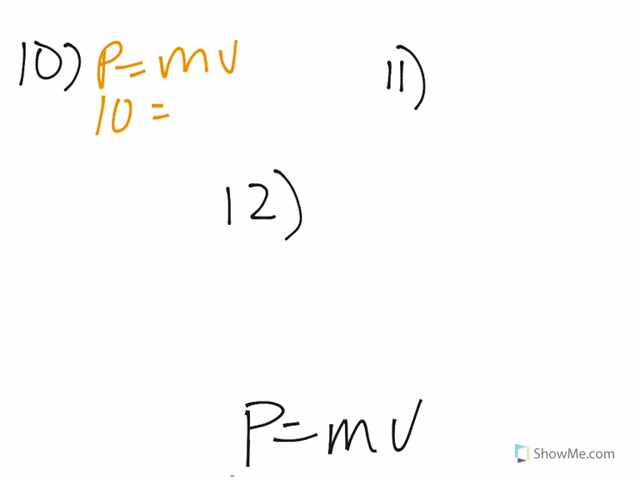 10) P=mv
10 =
11)
12)
P=mv
ShowMe.com